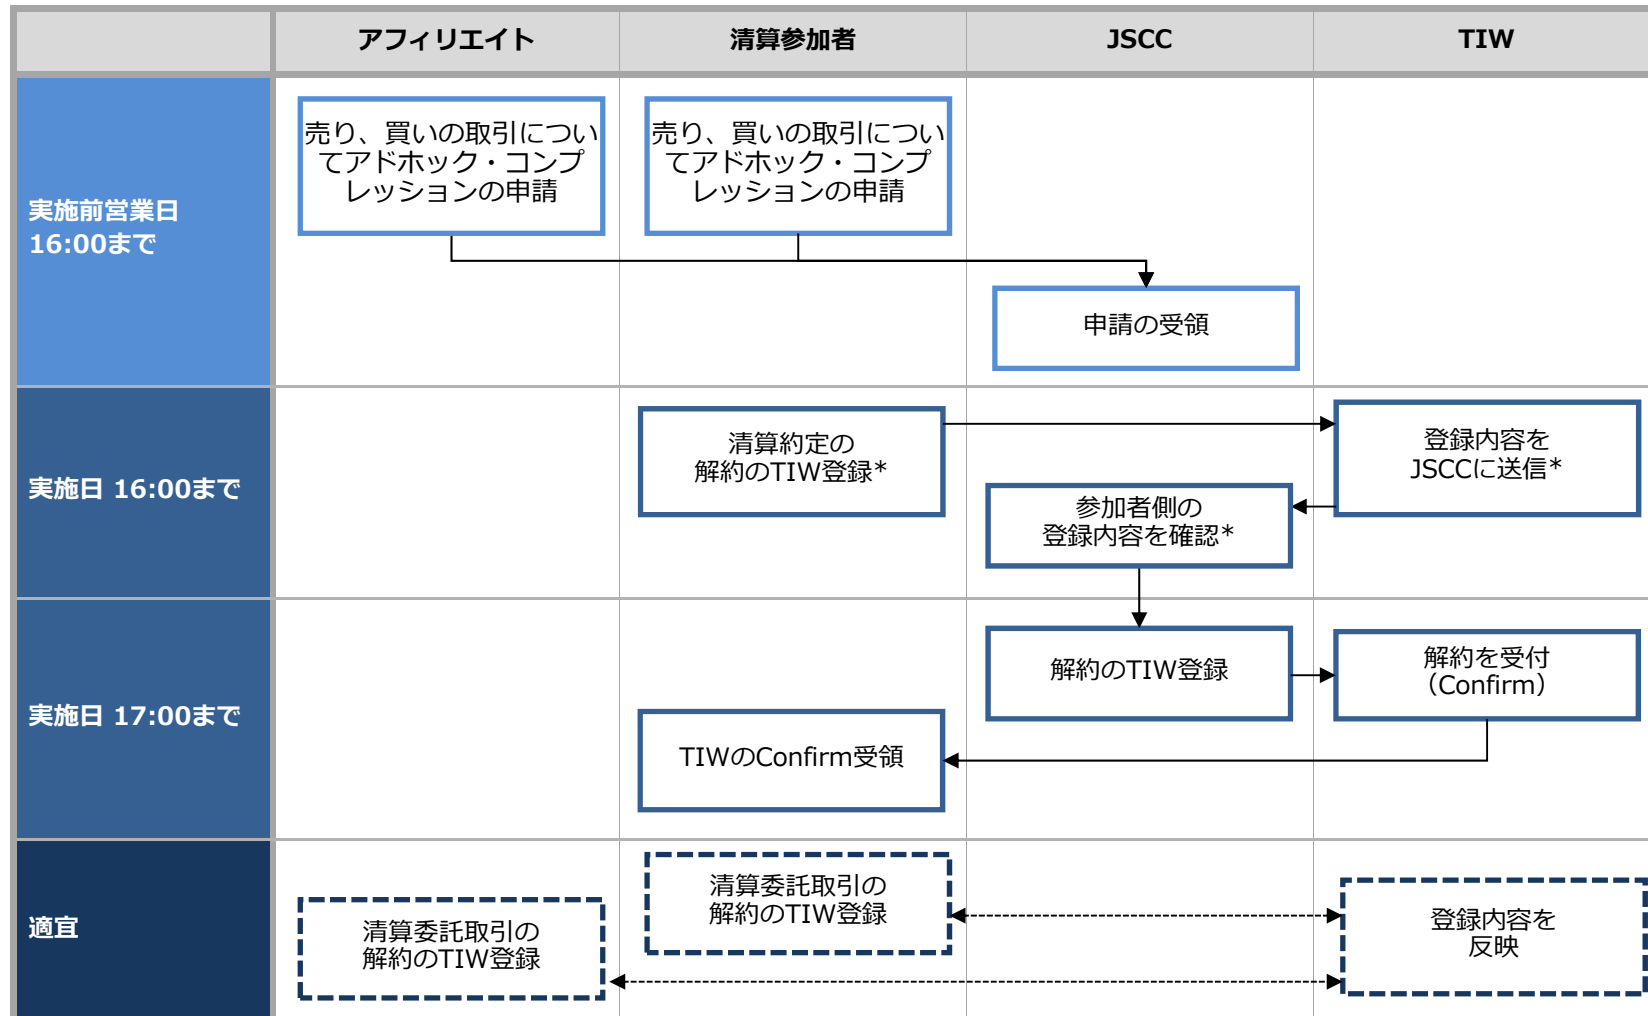 アフィリエイト
清算参加者
JSCC
TIW
実施前営業日
16:00まで
売り、買いの取引につい
てアドホック・コンプ
レッションの申請
売り、買いの取引につい
てアドホック・コンプ
レッションの申請
申請の受領
実施日 16:00まで
清算約定の
解約のTIW登録*
登録内容を
JSCCに送信*
参加者側の
登録内容を確認*
実施日 17:00まで
解約のTIW登録
解約を受付
（Confirm）
TIWのConfirm受領
適宜
清算委託取引の
解約のTIW登録
清算委託取引の
解約のTIW登録
登録内容を
反映